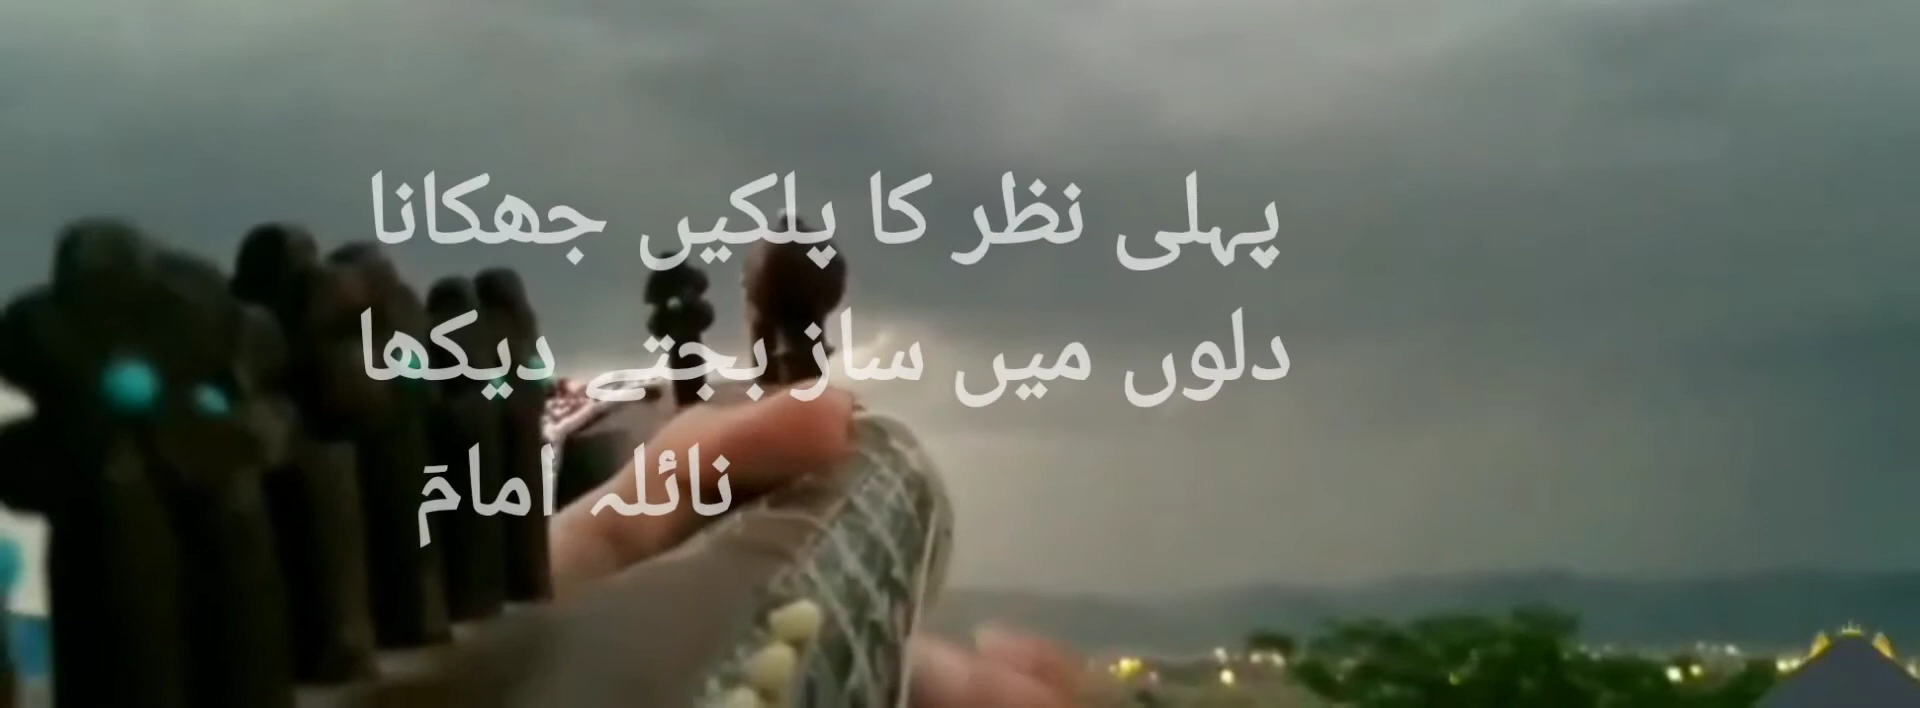 پہلی نظر کا پلکیں جھکانا
دلوں میں ساز بجتے دیکھا
نائلہ امامؔ